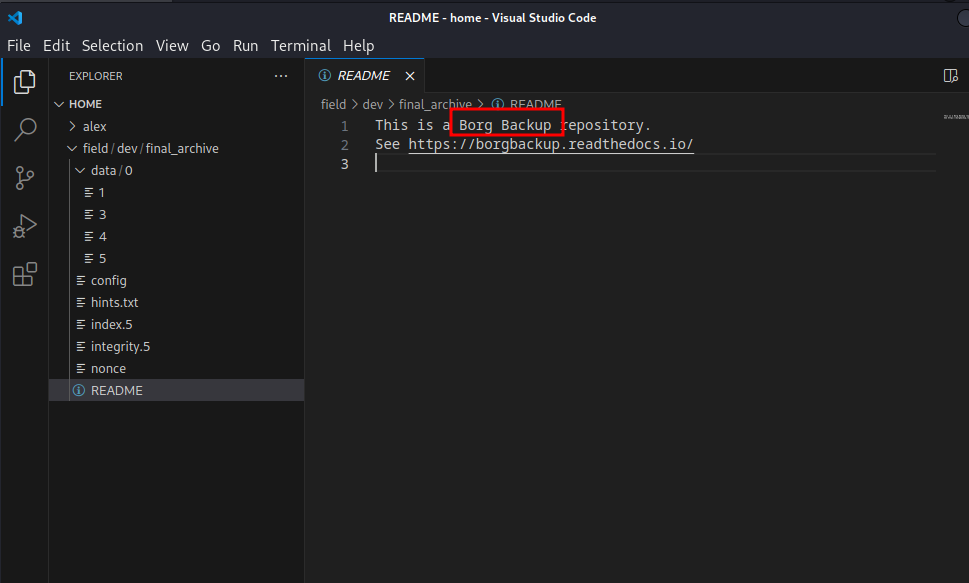 README - home - Visual Studio Code
File Edit Selection View Go Run Terminal Help
EXPLORER
HOME
alex
field / dev / final_archive
data / 0
1
3
4
5
config
hints.txt
index.5
integrity.5
nonce
README
README
field > dev > final_archive > README
1 This is a Borg Backup repository.
2 See https://borgbackup.readthedocs.io/
3